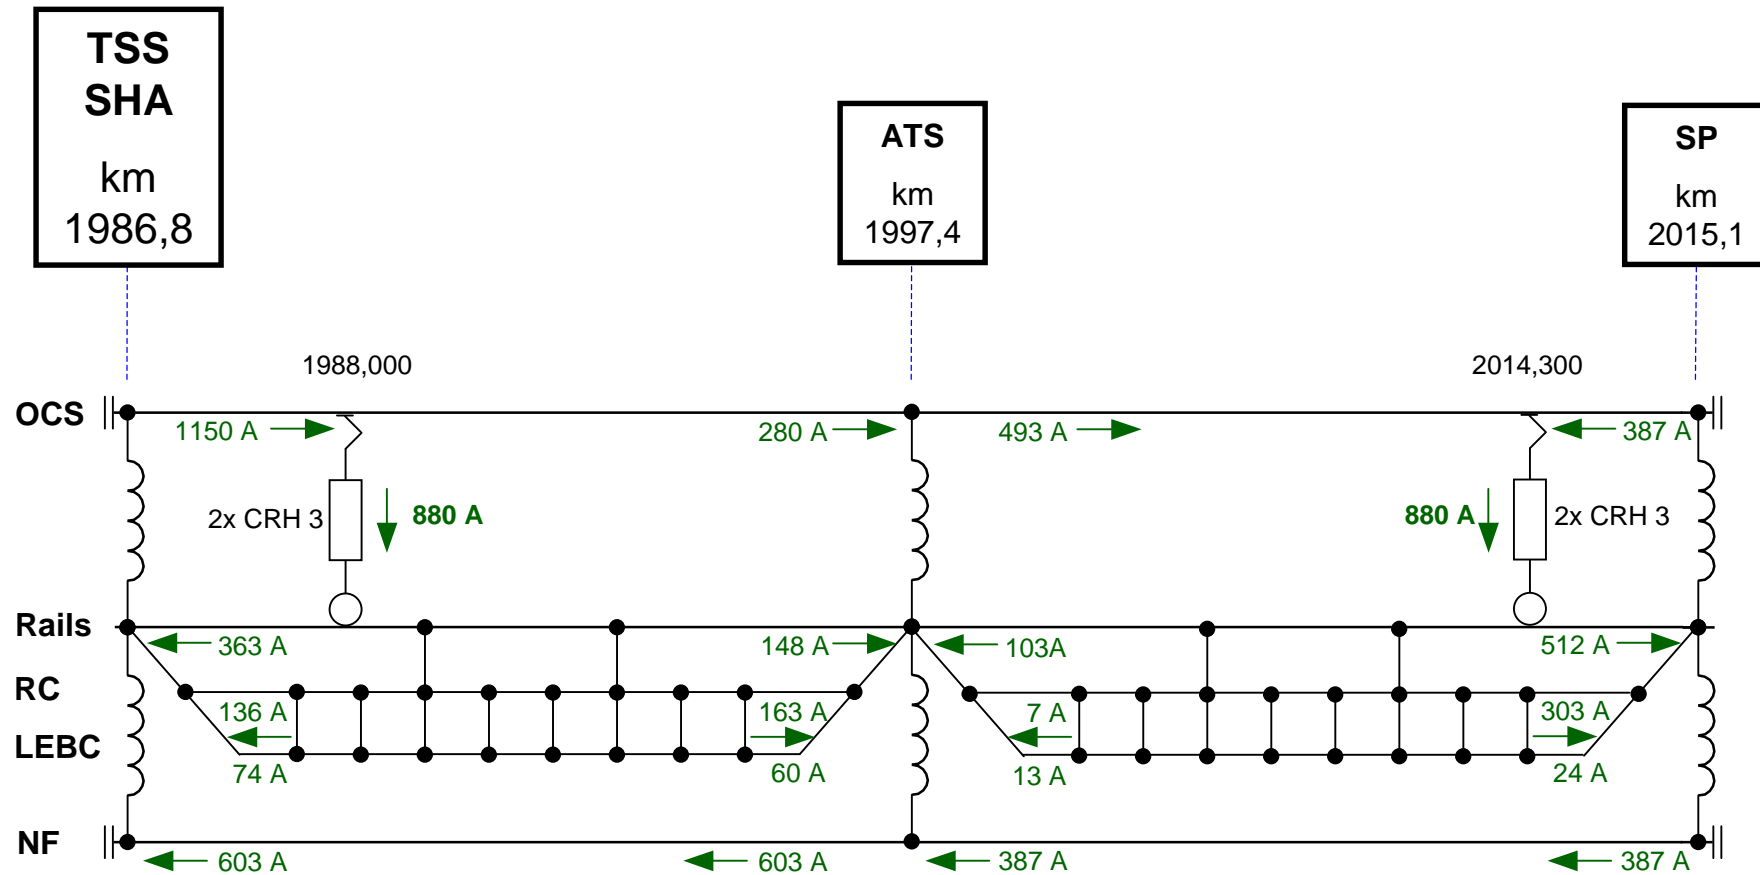 TSS
SHA
km
1986,8
ATS
km
1997,4
SP
km
2015,1
1988,000
2014,300
OCS
1150 A
280 A
493 A
387 A
2x CRH 3
880 A
880 A
2x CRH 3
Rails
363 A
148 A
103A
512 A
RC
136 A
163 A
7 A
303 A
LEBC
74 A
60 A
13 A
24 A
NF
603 A
603 A
387 A
387 A